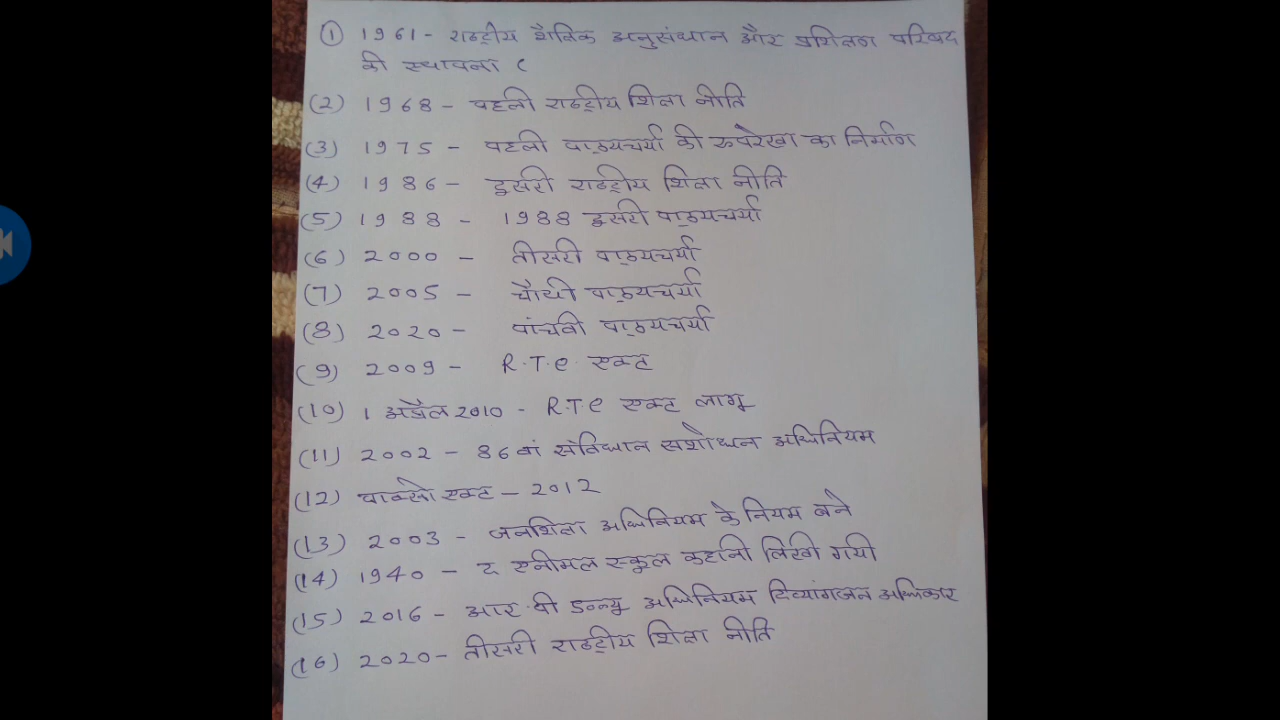 ① 1961 - राष्ट्रीय शैक्षिक अनुसंधान और प्रशिक्षण परिषद
की स्थापना (
(2) 1968 - पहली राष्ट्रीय शिक्षा नीति
(3) 1975 - पहली पाठ्यचर्या की रुपरेखा का निर्माण
(4) 1986 - दुसरी राष्ट्रीय शिक्षा नीति
(5) 1988 - 1988 दुसरी पाठ्यचर्या
(6) 2000 - तीसरी पाठ्यचर्या
(7) 2005 - चौथी पाठ्यचर्या
(8) 2020 - पांचवी पाठ्यचर्या
(9) 2009 - R.T.e. एक्ट
(10) 1 अप्रैल 2010 - R.T.e एक्ट लागू
(11) 2002 - 86वां संविधान सशोधन अधिनियम
(12) पाक्सो एक्ट - 2012
(13) 2003 - जनशिक्षा अधिनियम के नियम बने
(14) 1940 - द एनीमल स्कूल कहानी लिखी गयी
(15) 2016 - आर.पी डब्ल्यु अधिनियम दिव्यांगजन अधिकार
(16) 2020 - तीसरी राष्ट्रीय शिक्षा नीति